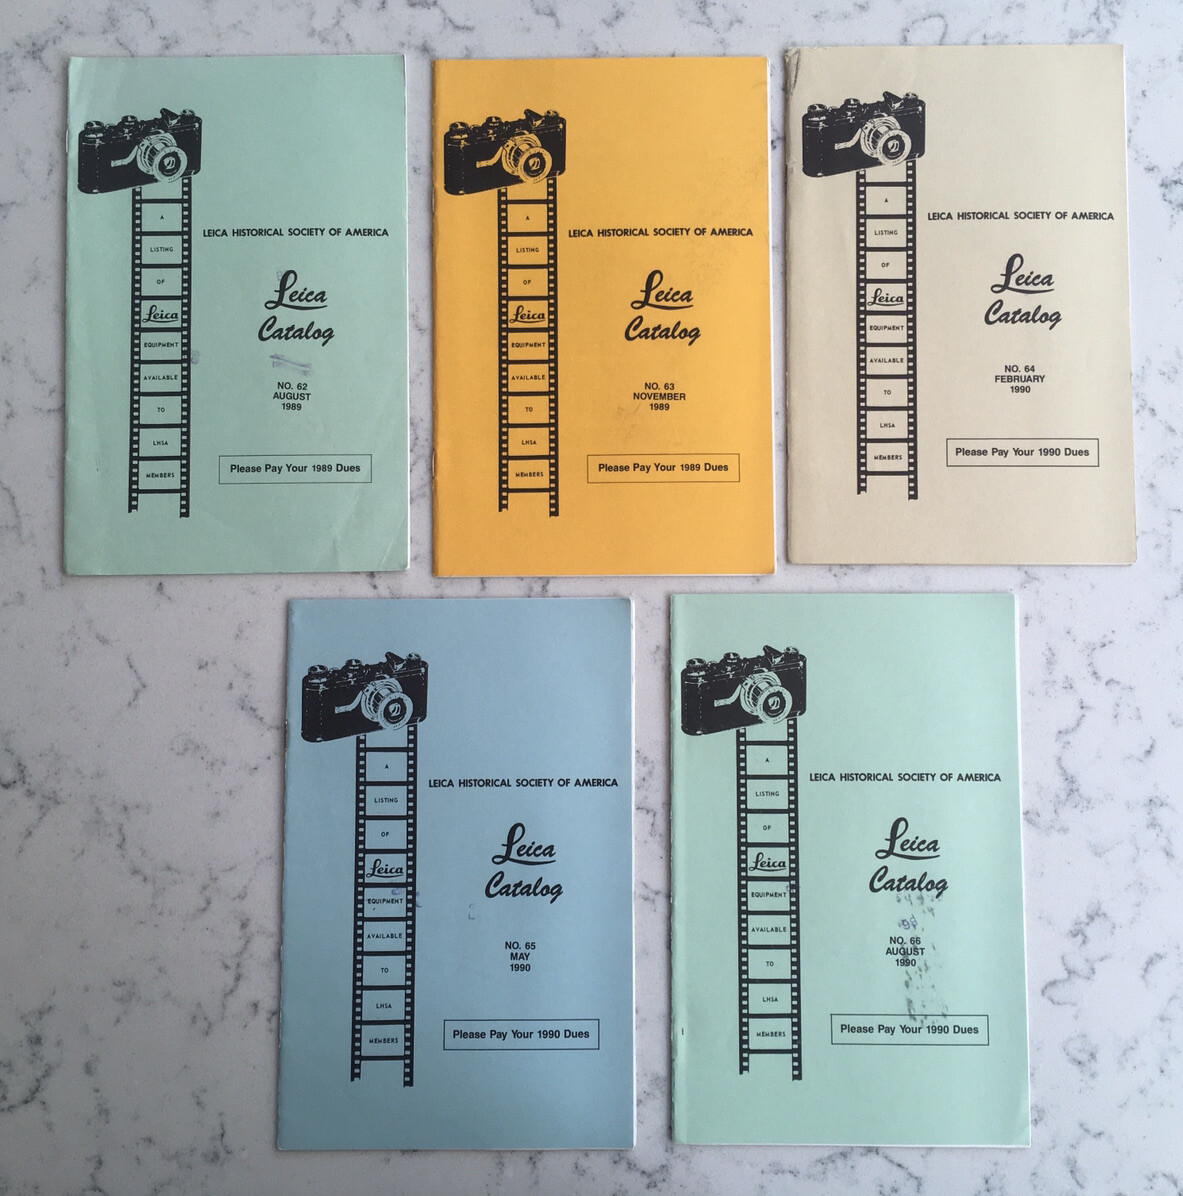 A
LISTING
OF
Leica
EQUIPMENT
AVAILABLE
TO
LHSA
MEMBERS
LEICA HISTORICAL SOCIETY OF AMERICA
Leica
Catalog
NO. 62
AUGUST
1989
Please Pay Your 1989 Dues
A
LISTING
OF
Leica
EQUIPMENT
AVAILABLE
TO
LHSA
MEMBERS
LEICA HISTORICAL SOCIETY OF AMERICA
Leica
Catalog
NO. 63
NOVEMBER
1989
Please Pay Your 1989 Dues
A
LISTING
OF
Leica
EQUIPMENT
AVAILABLE
TO
LHSA
MEMBERS
LEICA HISTORICAL SOCIETY OF AMERICA
Leica
Catalog
NO. 64
FEBRUARY
1990
Please Pay Your 1990 Dues
A
LISTING
OF
Leica
EQUIPMENT
AVAILABLE
TO
LHSA
MEMBERS
LEICA HISTORICAL SOCIETY OF AMERICA
Leica
Catalog
NO. 65
MAY
1990
Please Pay Your 1990 Dues
A
LISTING
OF
Leica
EQUIPMENT
AVAILABLE
TO
LHSA
MEMBERS
LEICA HISTORICAL SOCIETY OF AMERICA
Leica
Catalog
NO. 66
AUGUST
1990
Please Pay Your 1990 Dues